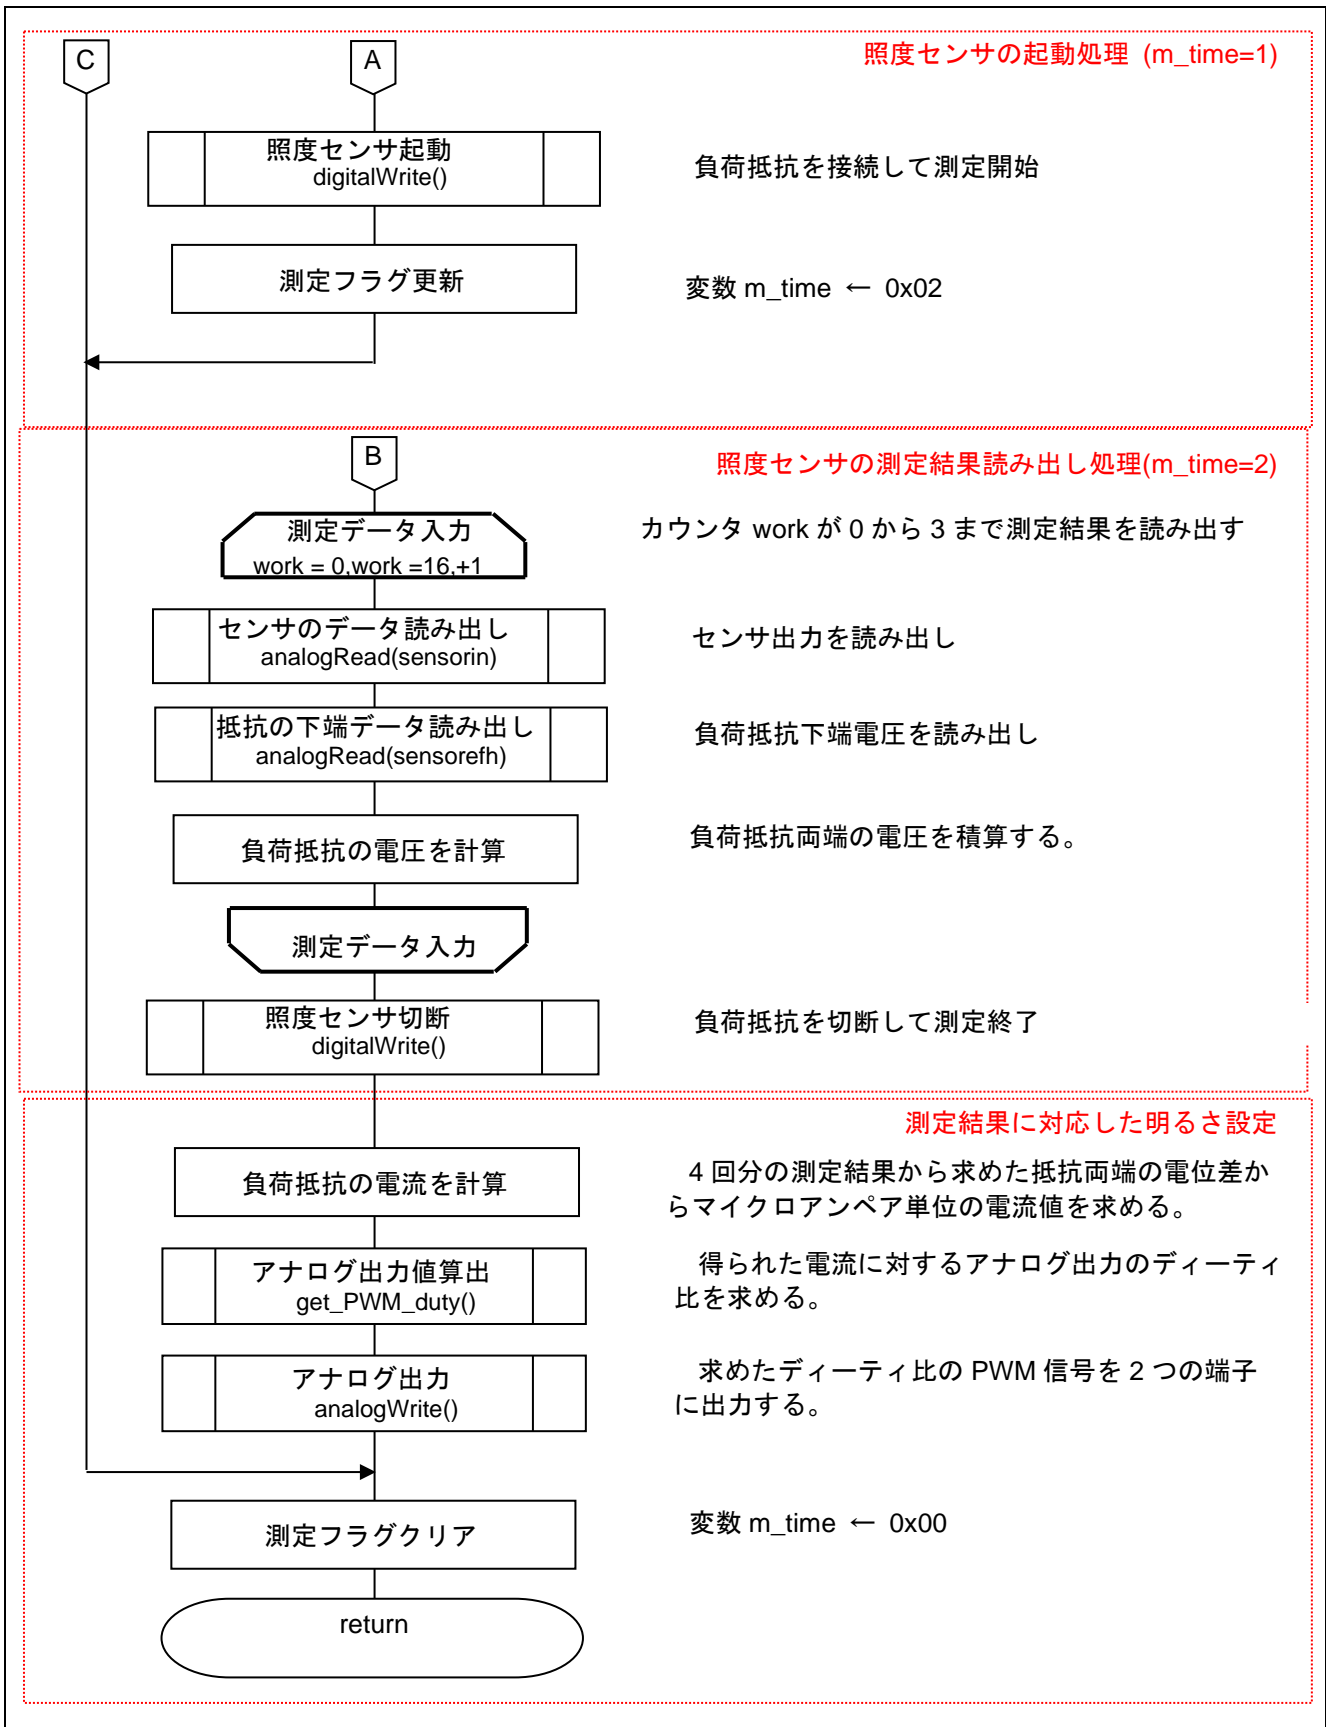 C
A
照度センサの起動処理 (m_time=1)
照度センサ起動
digitalWrite()
負荷抵抗を接続して測定開始
測定フラグ更新
変数 m_time ← 0x02
B
照度センサの測定結果読み出し処理(m_time=2)
測定データ入力
work = 0,work =16,+1
カウンタ work が 0 から 3 まで測定結果を読み出す
センサのデータ読み出し
analogRead(sensorin)
センサ出力を読み出し
抵抗の下端データ読み出し
analogRead(sensorefh)
負荷抵抗下端電圧を読み出し
負荷抵抗の電圧を計算
負荷抵抗両端の電圧を積算する。
測定データ入力
照度センサ切断
digitalWrite()
負荷抵抗を切断して測定終了
測定結果に対応した明るさ設定
負荷抵抗の電流を計算
4 回分の測定結果から求めた抵抗両端の電位差か
らマイクロアンペア単位の電流値を求める。
アナログ出力値算出
get_PWM_duty()
得られた電流に対するアナログ出力のディーティ
比を求める。
アナログ出力
analogWrite()
求めたディーティ比の PWM 信号を 2 つの端子
に出力する。
測定フラグクリア
変数 m_time ← 0x00
return